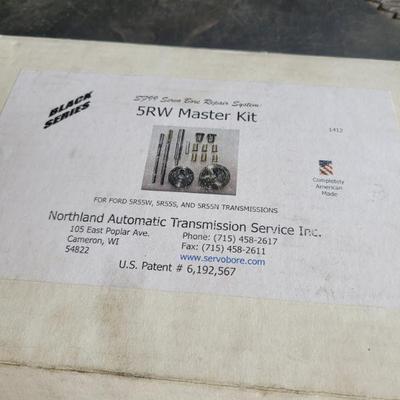 BLACK
SERIES
5799 Servo Bore Repair System:
5RW Master Kit
1412
Completely
American
Made
FOR FORD 5R55W, 5R55S, AND 5R55N TRANSMISSIONS
Northland Automatic Transmission Service Inc.
105 East Poplar Ave. Phone: (715) 458-2617
Cameron, WI Fax: (715) 458-2611
54822 www.servobore.com
U.S. Patent # 6,192,567